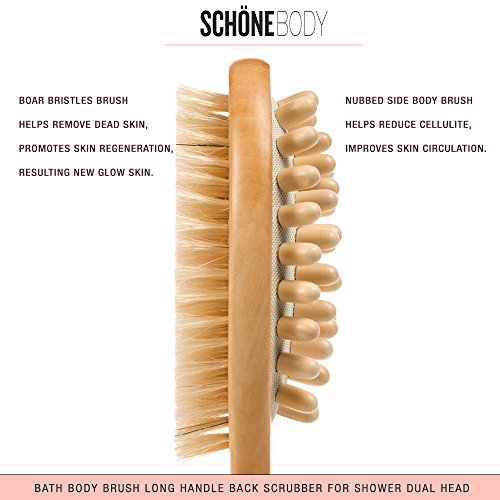 SCHÖNEBODY
BOAR BRISTLES BRUSH
HELPS REMOVE DEAD SKIN,
PROMOTES SKIN REGENERATION,
RESULTING NEW GLOW SKIN.
NUBBED SIDE BODY BRUSH
HELPS REDUCE CELLULITE,
IMPROVES SKIN CIRCULATION.
BATH BODY BRUSH LONG HANDLE BACK SCRUBBER FOR SHOWER DUAL HEAD